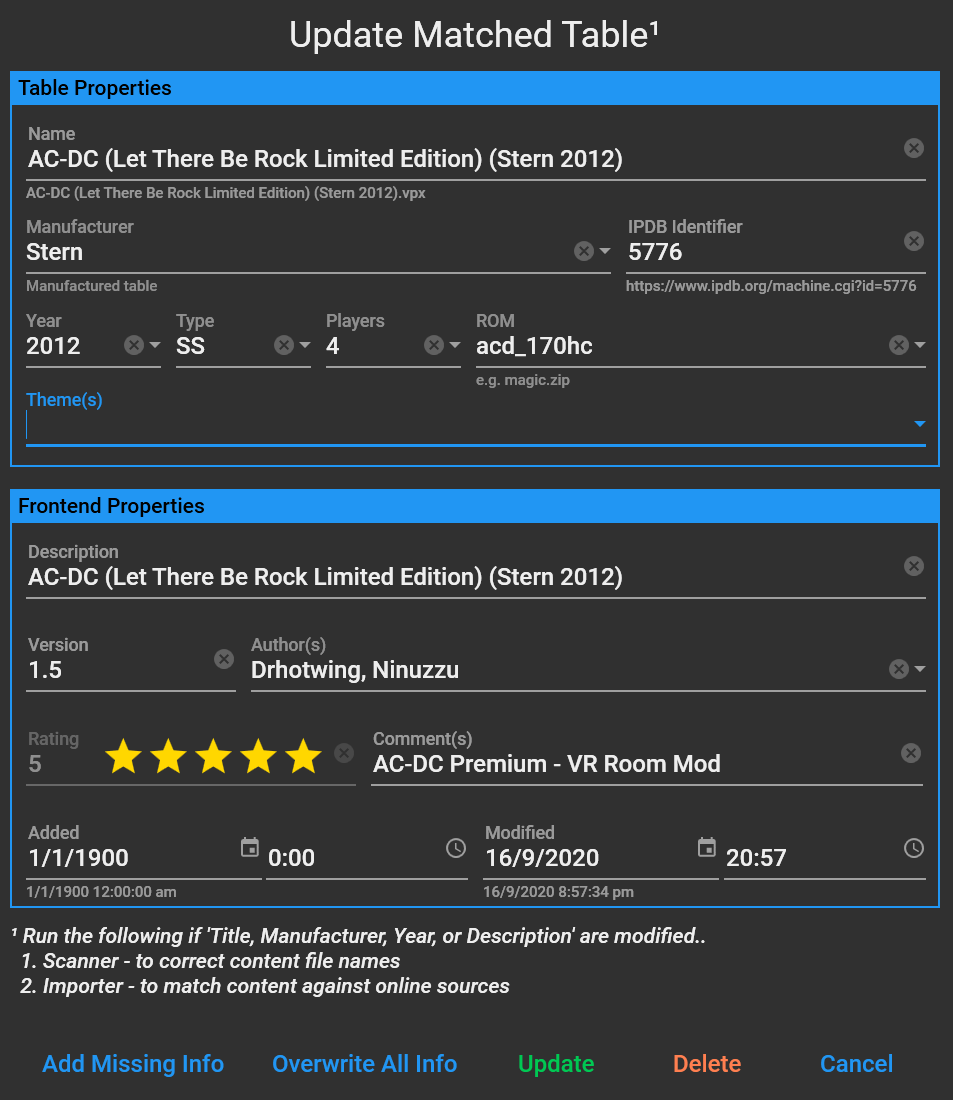 Update Matched Table¹
Table Properties
Name
AC-DC (Let There Be Rock Limited Edition) (Stern 2012)
AC-DC (Let There Be Rock Limited Edition) (Stern 2012).vpx
Manufacturer
Stern
Manufactured table
IPDB Identifier
5776
https://www.ipdb.org/machine.cgi?id=5776
Year
2012
Type
SS
Players
4
ROM
acd_170hc
e.g. magic.zip
Theme(s)
Frontend Properties
Description
AC-DC (Let There Be Rock Limited Edition) (Stern 2012)
Version
1.5
Author(s)
Drhotwing, Ninuzzu
Rating
5
Comment(s)
AC-DC Premium - VR Room Mod
Added
1/1/1900
0:00
1/1/1900 12:00:00 am
Modified
16/9/2020
20:57
16/9/2020 8:57:34 pm
¹ Run the following if 'Title, Manufacturer, Year, or Description' are modified..
1. Scanner - to correct content file names
2. Importer - to match content against online sources
Add Missing Info
Overwrite All Info
Update
Delete
Cancel